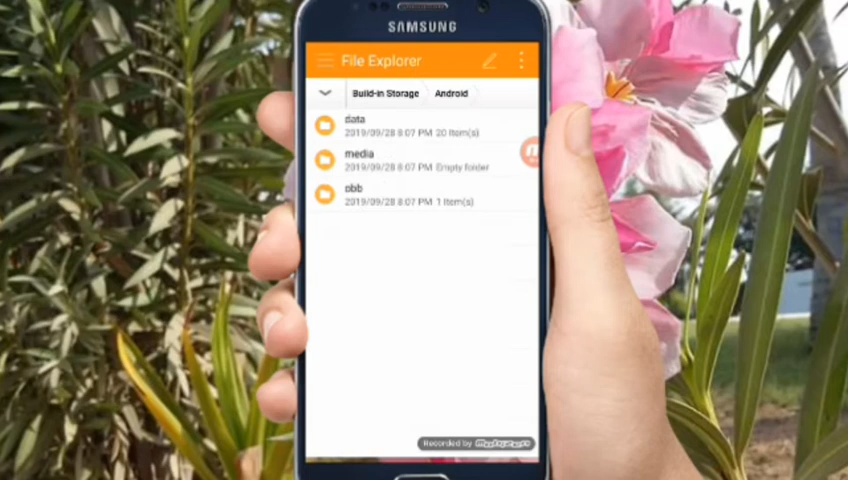 SAMSUNG
File Explorer
Build-in Storage Android
data
2019/09/28 8:07 PM 20 Item(s)
media
2019/09/28 8:07 PM Empty folder
obb
2019/09/28 8:07 PM 1 Item(s)
Recorded by